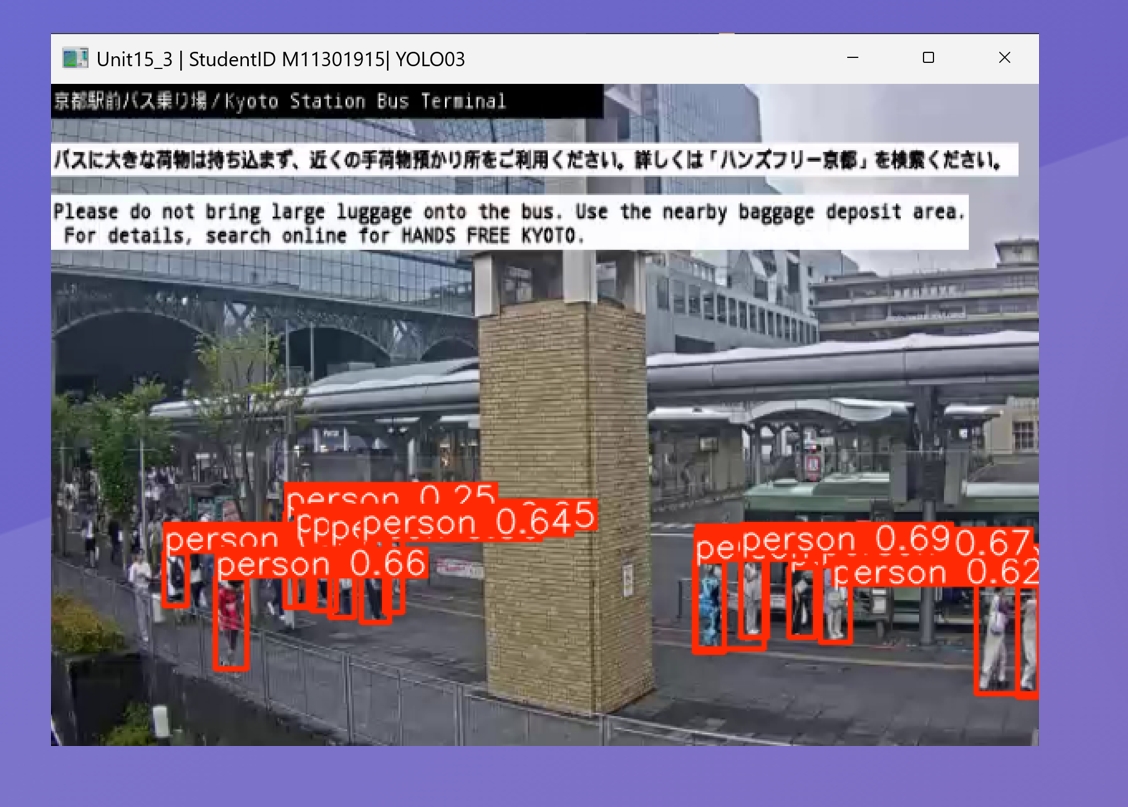 Unit15_3 | StudentID M11301915| YOLO03
京都駅前バス乗り場/Kyoto Station Bus Terminal
バスに大きな荷物は持ち込まず、近くの手荷物預かり所をご利用ください。詳しくは「ハンズフリー京都」を検索ください。
Please do not bring large luggage onto the bus. Use the nearby baggage deposit area.
For details, search online for HANDS FREE KYOTO.
person 0.25
person 0.64
person
person 0.66
person 0.69
0.67
person 0.62